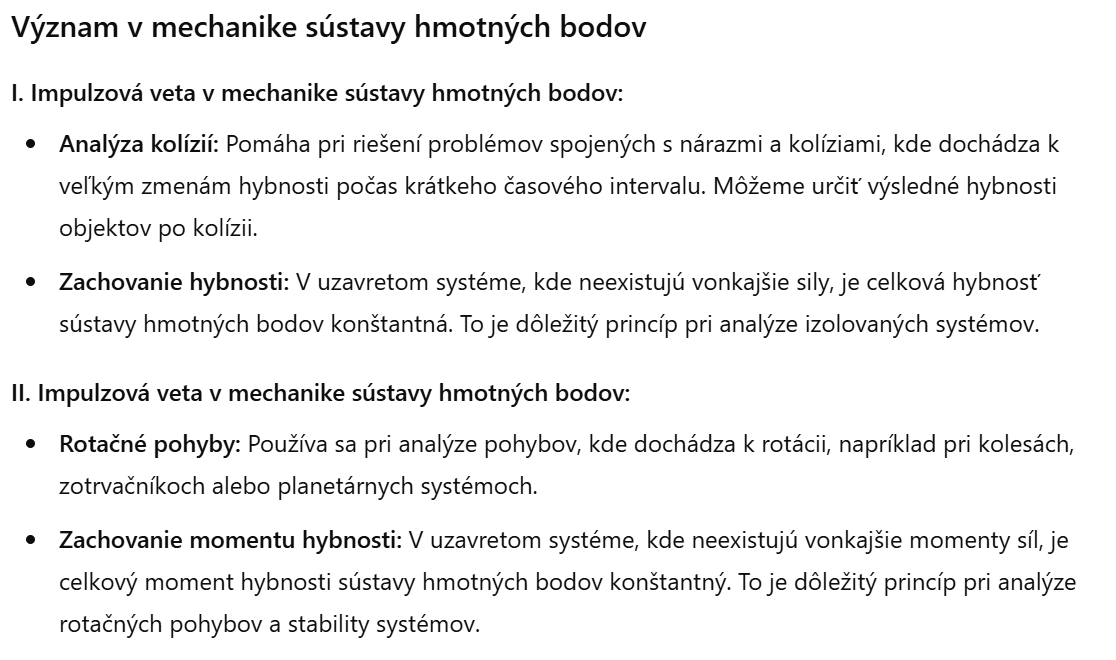 Význam v mechanike sústavy hmotných bodov
I. Impulzová veta v mechanike sústavy hmotných bodov:
• Analýza kolízií: Pomáha pri riešení problémov spojených s nárazmi a kolíziami, kde dochádza k
veľkým zmenám hybnosti počas krátkeho časového intervalu. Môžeme určiť výsledné hybnosti
objektov po kolízii.
• Zachovanie hybnosti: V uzavretom systéme, kde neexistujú vonkajšie sily, je celková hybnosť
sústavy hmotných bodov konštantná. To je dôležitý princíp pri analýze izolovaných systémov.
II. Impulzová veta v mechanike sústavy hmotných bodov:
• Rotačné pohyby: Používa sa pri analýze pohybov, kde dochádza k rotácii, napríklad pri kolesách,
zotrvačníkoch alebo planetárnych systémoch.
• Zachovanie momentu hybnosti: V uzavretom systéme, kde neexistujú vonkajšie momenty síl, je
celkový moment hybnosti sústavy hmotných bodov konštantný. To je dôležitý princíp pri analýze
rotačných pohybov a stability systémov.